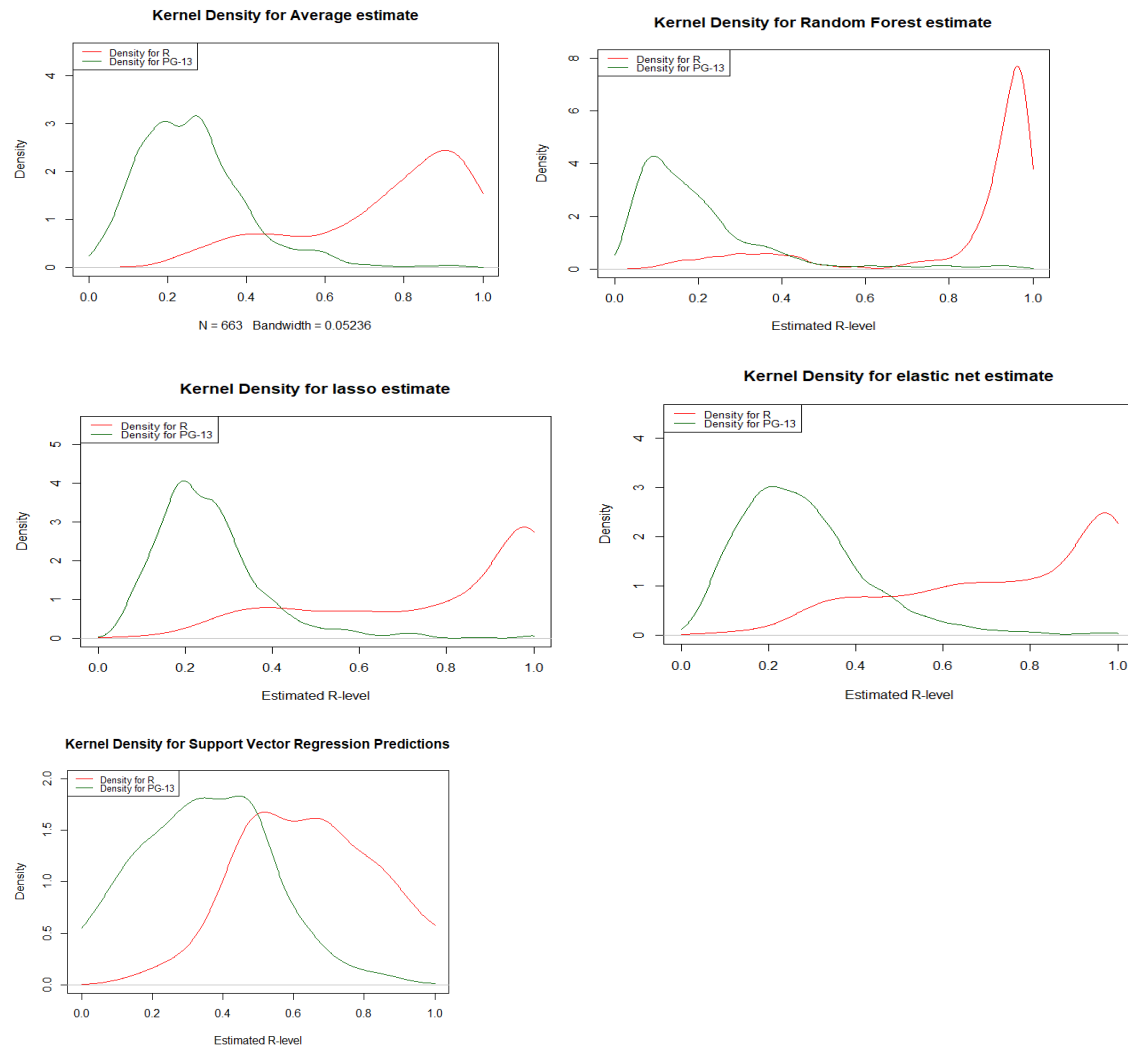 Kernel Density for Average estimate
Density for R
Density for PG-13
Density
4
3
2
1
0
0.0 0.2 0.4 0.6 0.8 1.0
N = 663 Bandwidth = 0.05236
Kernel Density for Random Forest estimate
Density for R
Density for PG-13
Density
8
6
4
2
0
0.0 0.2 0.4 0.6 0.8 1.0
Estimated R-level
Kernel Density for lasso estimate
Density for R
Density for PG-13
Density
5
4
3
2
1
0
0.0 0.2 0.4 0.6 0.8 1.0
Estimated R-level
Kernel Density for elastic net estimate
Density for R
Density for PG-13
Density
4
3
2
1
0
0.0 0.2 0.4 0.6 0.8 1.0
Estimated R-level
Kernel Density for Support Vector Regression Predictions
Density for R
Density for PG-13
Density
2.0
1.5
1.0
0.5
0.0
0.0 0.2 0.4 0.6 0.8 1.0
Estimated R-level